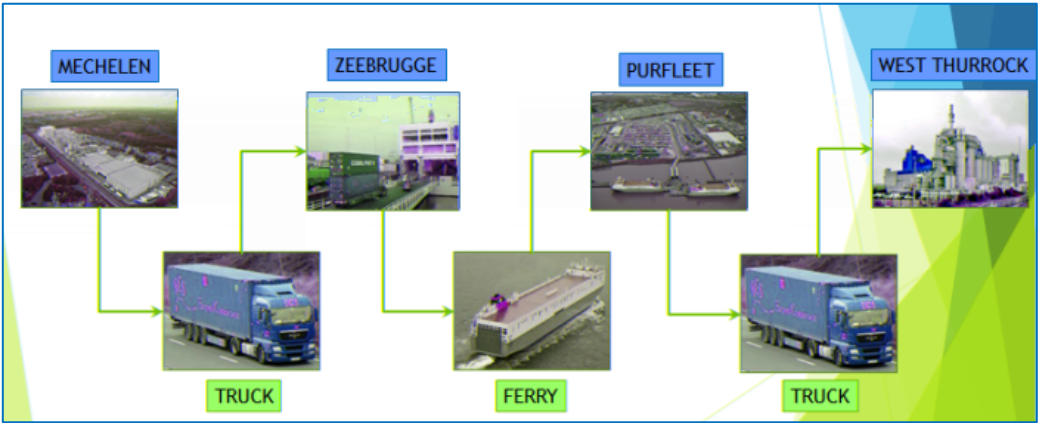 MECHELEN
ZEEBRUGGE
PURFLEET
WEST THURROCK
TRUCK
FERRY
TRUCK